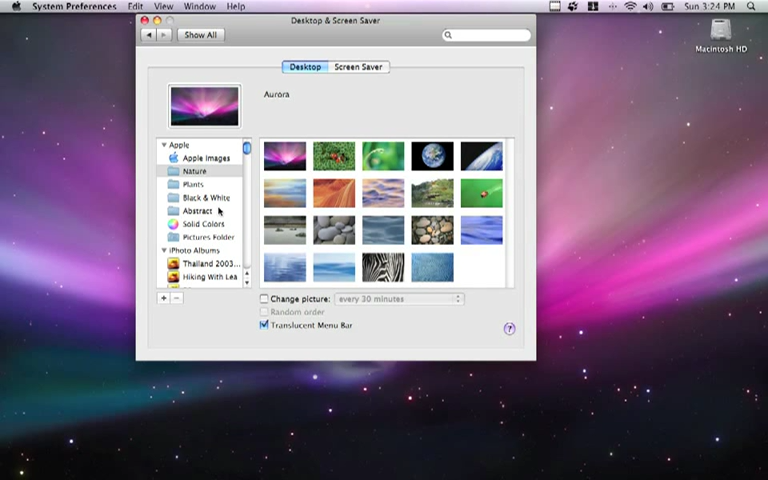 System Preferences Edit View Window Help Sun 3:24 PM
Desktop & Screen Saver
Show All
Macintosh HD
Desktop Screen Saver
Aurora
Apple
Apple Images
Nature
Plants
Black & White
Abstract
Solid Colors
Pictures Folder
iPhoto Albums
Thailand 2003...
Hiking With Lea
+ −
Change picture: every 30 minutes
Random order
Translucent Menu Bar
?